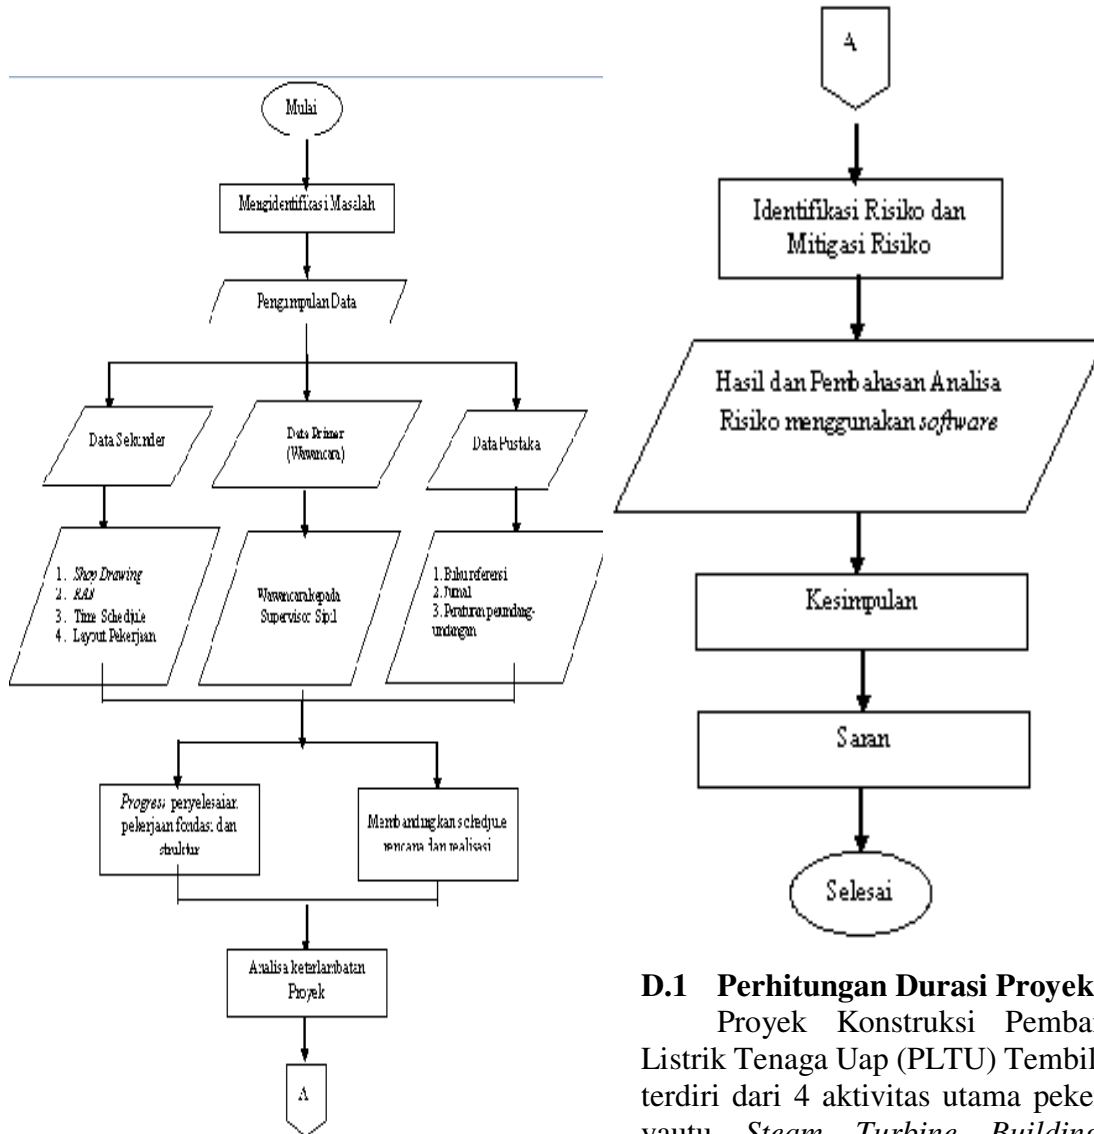 Mulai
Mengidentifikasi Masalah
Pengumpulan Data
Data Sekunder
Data Primer
(Wawancara)
Data Pustaka
1. Shop Drawing
2. RAB
3. Time Schedjule
4. Layout Pekerjaan
Wawancara kepada
Supervisor Sipil
1. Buku referensi
2. Jurnal
3. Peraturan perundang-
undangan
Progress penyelesaian
pekerjaan fondasi dan
struktur
Membandingkan schedjule
rencana dan realisasi
Analisa keterlambatan
Proyek
A
A
Identifikasi Risiko dan
Mitigasi Risiko
Hasil dan Pembahasan Analisa
Risiko menggunakan software
Kesimpulan
Saran
Selesai
D.1 Perhitungan Durasi Proyek
Proyek Konstruksi Pemba
Listrik Tenaga Uap (PLTU) Tembil
terdiri dari 4 aktivitas utama peke
yautu Steam Turbine Building